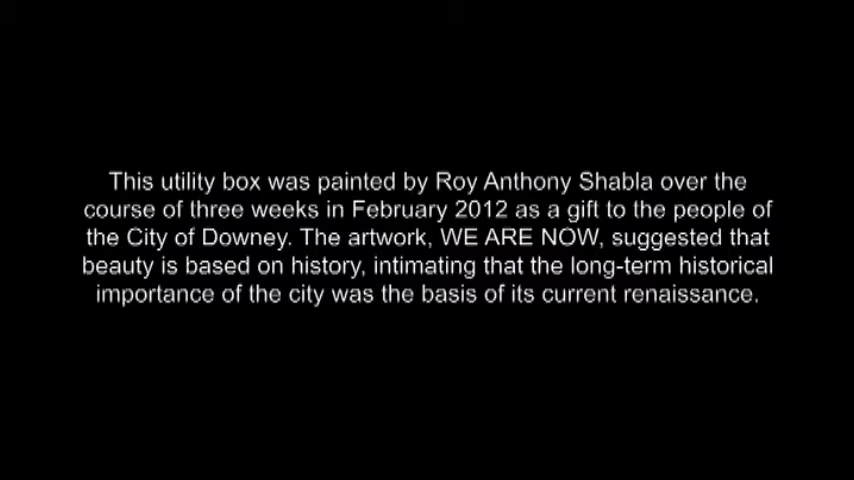 This utility box was painted by Roy Anthony Shabla over the
course of three weeks in February 2012 as a gift to the people of
the City of Downey. The artwork, WE ARE NOW, suggested that
beauty is based on history, intimating that the long-term historical
importance of the city was the basis of its current renaissance.